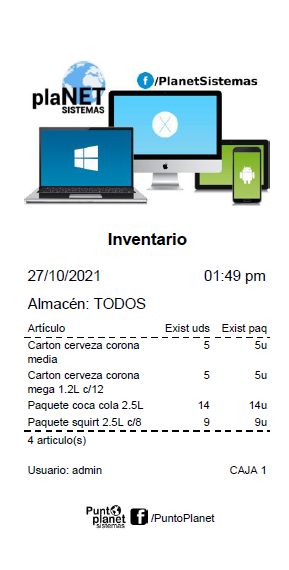 /PlanetSistemas
plaNET
SISTEMAS
Inventario
27/10/2021 01:49 pm
Almacén: TODOS
Artículo Exist uds Exist paq
Carton cerveza corona 5 5u
media
Carton cerveza corona 5 5u
mega 1.2L c/12
Paquete coca cola 2.5L 14 14u
Paquete squirt 2.5L c/8 9 9u
4 articulo(s)
Usuario: admin CAJA 1
Punto
planet
sistemas
/PuntoPlanet